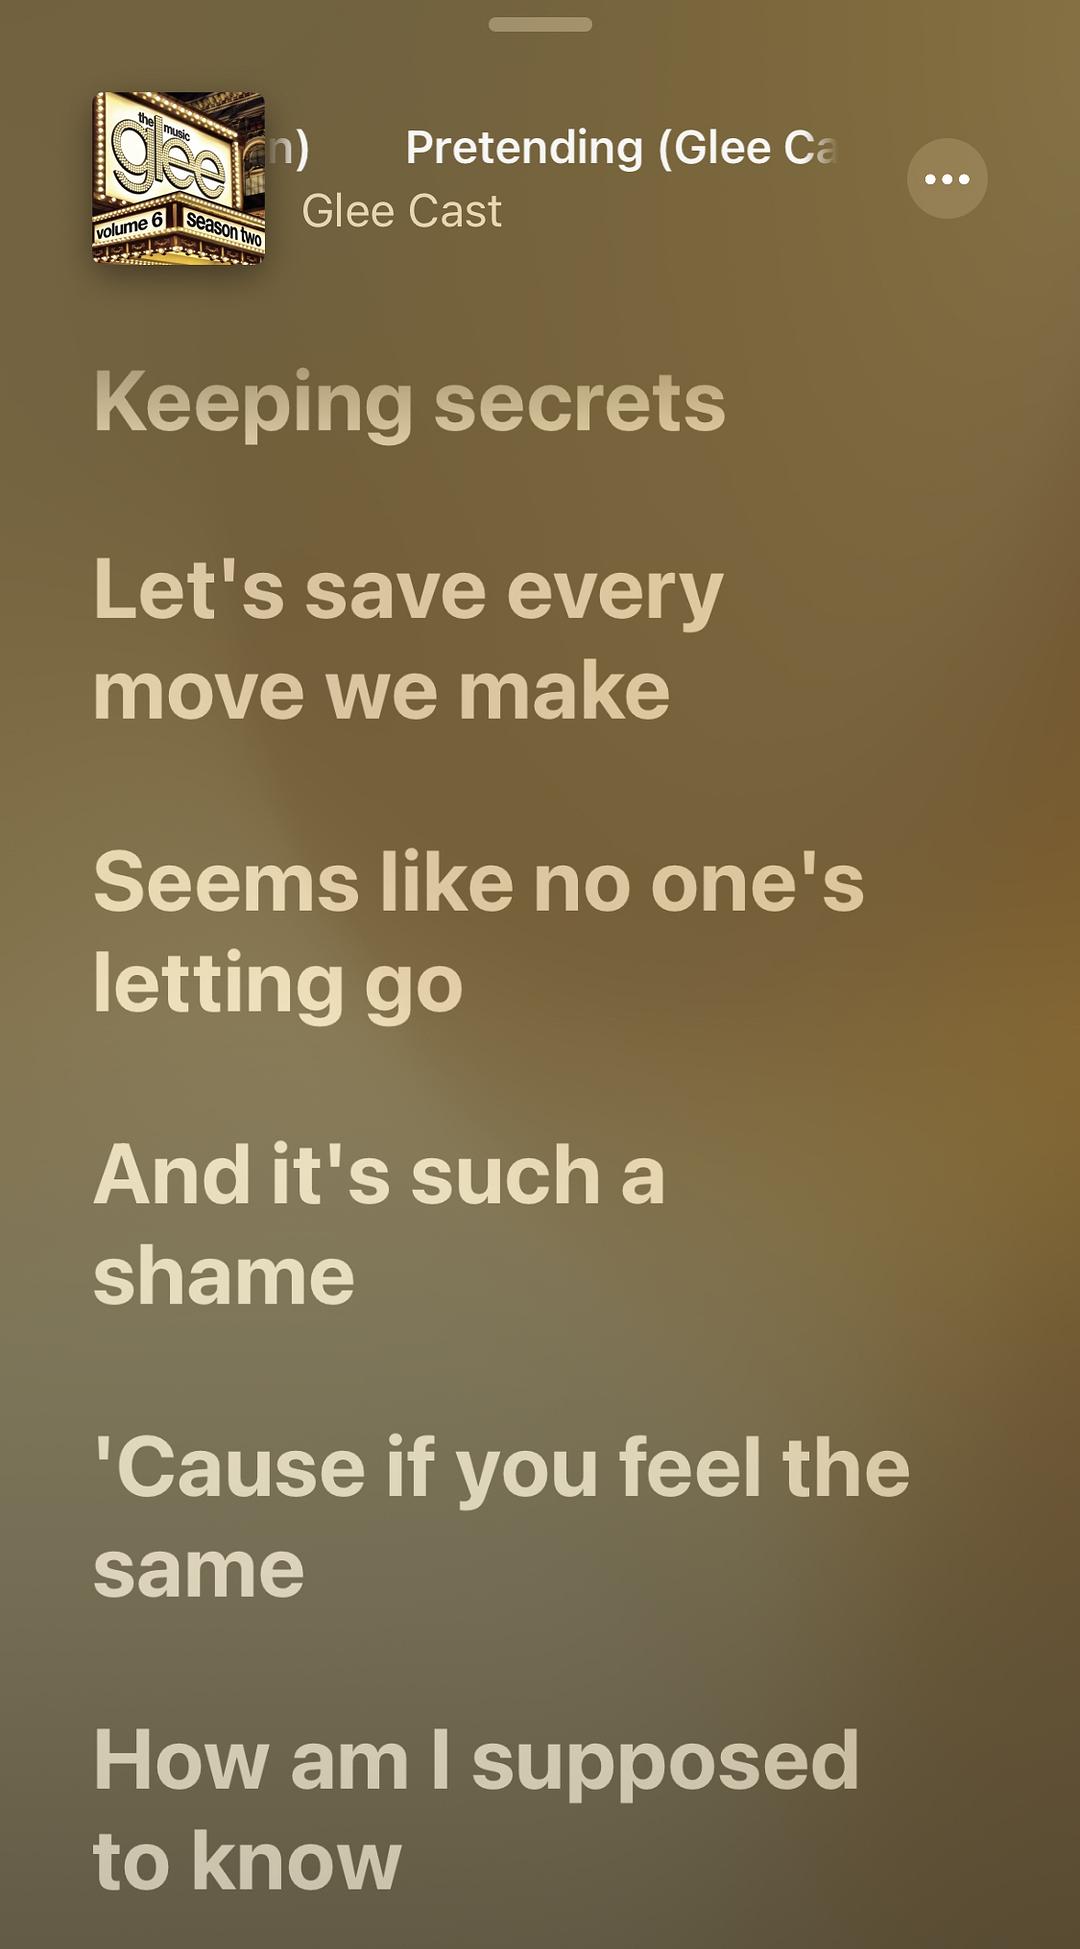 the music
glee
volume 6 season two
n) Pretending (Glee Ca
Glee Cast
Keeping secrets
Let's save every
move we make
Seems like no one's
letting go
And it's such a
shame
'Cause if you feel the
same
How am I supposed
to know